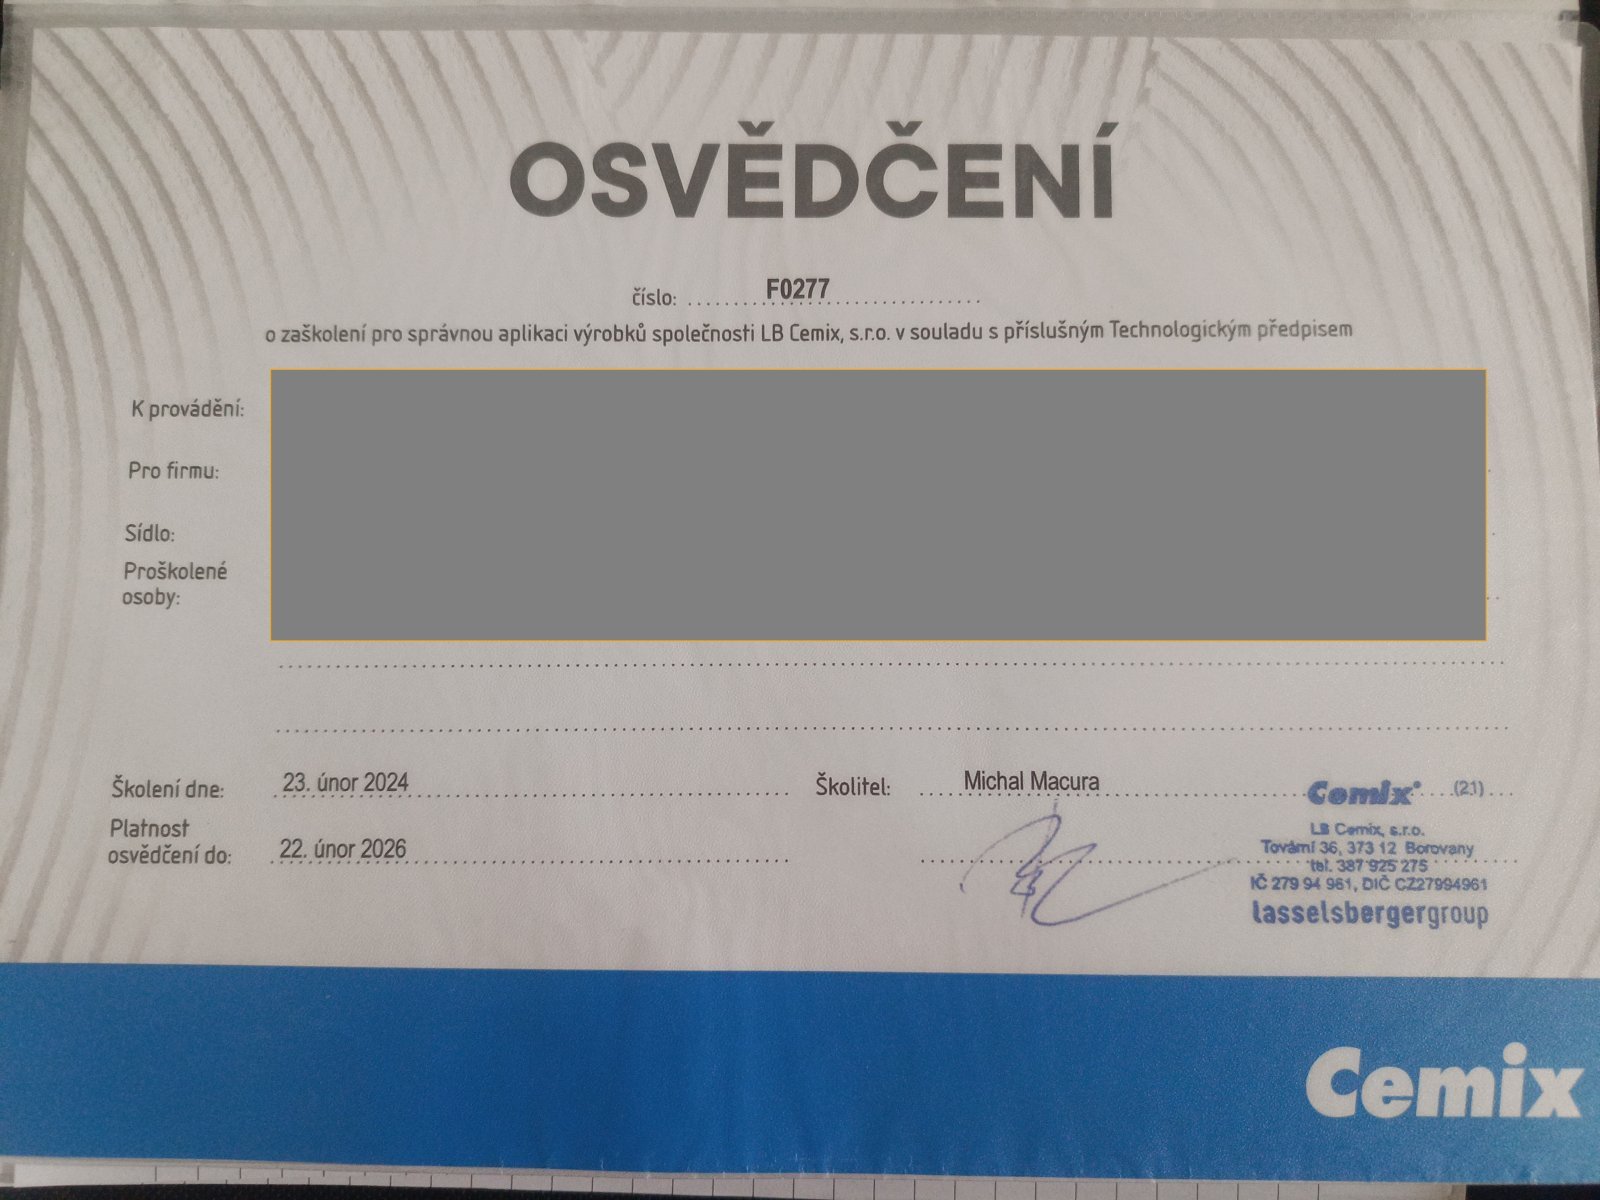 OSVĚDČENÍ
číslo: F0277
o zaškolení pro správnou aplikaci výrobků společnosti LB Cemix, s.r.o. v souladu s příslušným Technologickým předpisem
K provádění:
Pro firmu:
Sídlo:
Proškolené
osoby:
Školení dne: 23. únor 2024
Platnost
osvědčení do: 22. únor 2026
Školitel: Michal Macura
Cemix (21)
LB Cemix, s.r.o.
Tovární 36, 373 12 Borovany
tel. 387 925 275
IČ 279 94 961, DIČ CZ27994961
lasselsbergergroup
Cemix